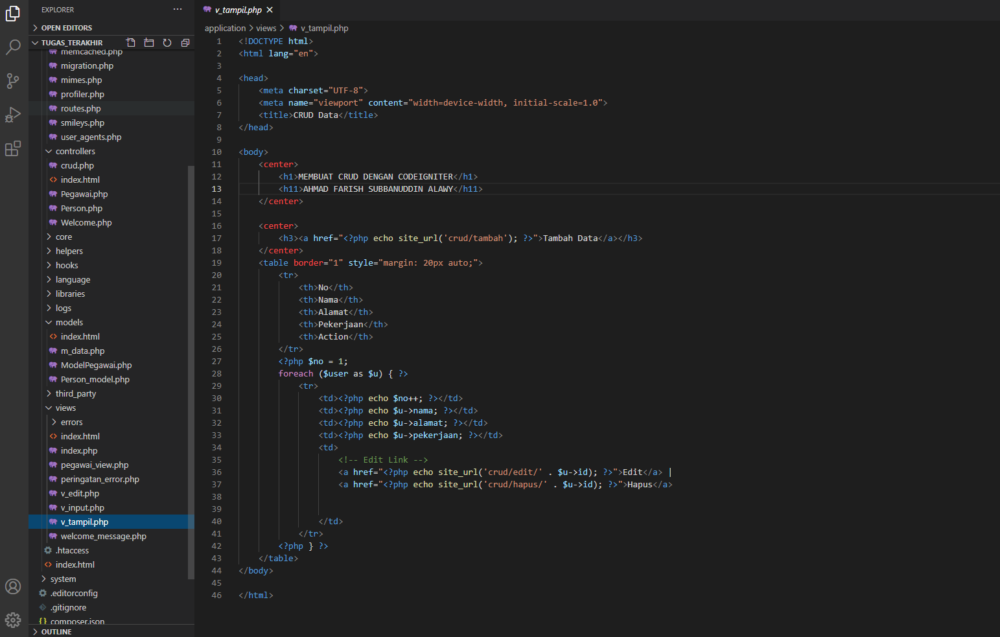 EXPLORER
OPEN EDITORS
TUGAS_TERAKHIR
memcached.php
migration.php
mimes.php
profiler.php
routes.php
smileys.php
user_agents.php
controllers
crud.php
index.html
Pegawai.php
Person.php
Welcome.php
core
helpers
hooks
language
libraries
logs
models
index.html
m_data.php
ModelPegawai.php
Person_model.php
third_party
views
errors
index.html
index.php
pegawai_view.php
peringatan_error.php
v_edit.php
v_input.php
v_tampil.php
welcome_message.php
.htaccess
index.html
system
.editorconfig
.gitignore
composer.json
OUTLINE
v_tampil.php
application > views > v_tampil.php
1 <!DOCTYPE html>
2 <html lang="en">
3
4 <head>
5 <meta charset="UTF-8">
6 <meta name="viewport" content="width=device-width, initial-scale=1.0">
7 <title>CRUD Data</title>
8 </head>
9
10 <body>
11 <center>
12 <h1>MEMBUAT CRUD DENGAN CODEIGNITER</h1>
13 <h11>AHMAD FARISH SUBBANUDDIN ALAWY</h11>
14 </center>
15
16 <center>
17 <h3><a href="<?php echo site_url('crud/tambah'); ?>">Tambah Data</a></h3>
18 </center>
19 <table border="1" style="margin: 20px auto;">
20 <tr>
21 <th>No</th>
22 <th>Nama</th>
23 <th>Alamat</th>
24 <th>Pekerjaan</th>
25 <th>Action</th>
26 </tr>
27 <?php $no = 1;
28 foreach ($user as $u) { ?>
29 <tr>
30 <td><?php echo $no++; ?></td>
31 <td><?php echo $u->nama; ?></td>
32 <td><?php echo $u->alamat; ?></td>
33 <td><?php echo $u->pekerjaan; ?></td>
34 <td>
35 <!-- Edit Link -->
36 <a href="<?php echo site_url('crud/edit/' . $u->id); ?>">Edit</a> |
37 <a href="<?php echo site_url('crud/hapus/' . $u->id); ?>">Hapus</a>
38
39
40 </td>
41 </tr>
42 <?php } ?>
43 </table>
44 </body>
45
46 </html>